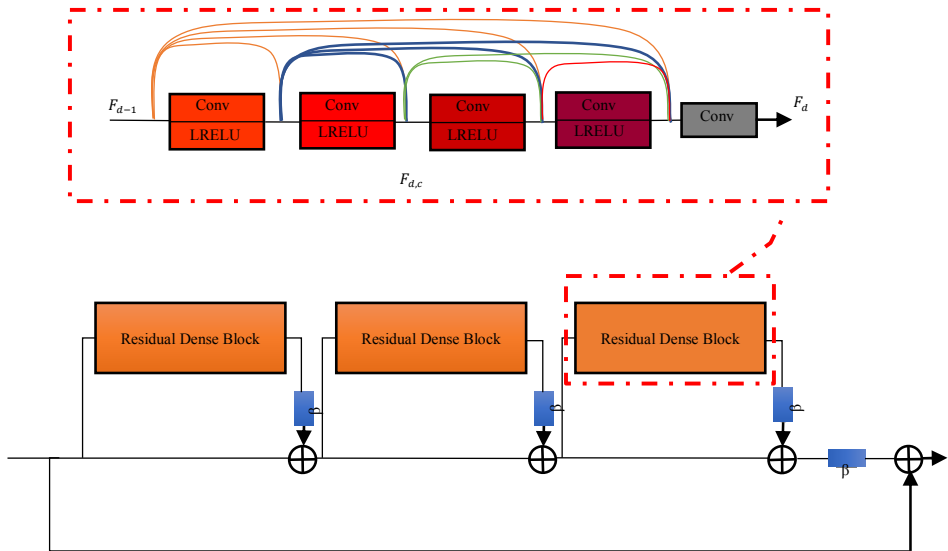 F_{d−1}
Conv
LRELU
Conv
LRELU
Conv
LRELU
Conv
LRELU
Conv
F_d
F_{d,c}
Residual Dense Block
Residual Dense Block
Residual Dense Block
β
β
β
β